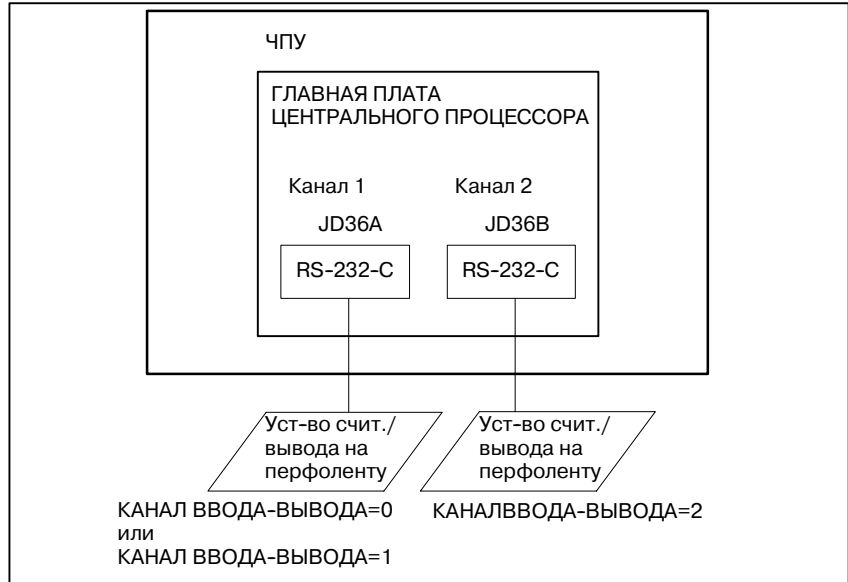 ЧПУ
ГЛАВНАЯ ПЛАТА
ЦЕНТРАЛЬНОГО ПРОЦЕССОРА
Канал 1
JD36A
RS-232-C
Канал 2
JD36B
RS-232-C
Уст-во счит./
вывода на
перфоленту
КАНАЛ ВВОДА-ВЫВОДА=0
или
КАНАЛ ВВОДА-ВЫВОДА=1
Уст-во счит./
вывода на
перфоленту
КАНАЛВВОДА-ВЫВОДА=2